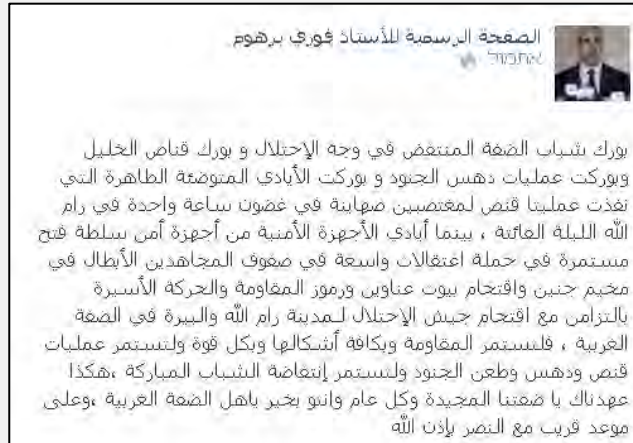 الصفحة الرسمية للأستاذ فوزي برهوم
אתמול
بورك شباب الضفة المنتفض في وجه الإحتلال و بورك قناص الخليل
وبوركت عمليات دهس الجنود و بوركت الأيادي المتوضئة الطاهرة التي
نفذت عمليتا قنص لمغتصبين صهاينة في غضون ساعة واحدة في رام
الله الليلة الفائتة ، بينما أيادي الأجهزة الأمنية من أجهزة أمن سلطة فتح
مستمرة في حملة اعتقالات واسعة في صفوف المجاهدين الأبطال في
مخيم جنين واقتحام بيوت عناوين ورموز المقاومة والحركة الأسيرة
بالتزامن مع اقتحام جيش الإحتلال لـمدينة رام الله والبيرة في الضفة
الغربية ، فلتستمر المقاومة وبكافة أشكالها وبكل قوة ولتستمر عمليات
قنص ودهس وطعن الجنود ولتستمر إنتفاضة الشباب المباركة ،هكذا
عهدناك يا ضفتنا المجيدة وكل عام وانتو بخير ياهل الضفة الغربية ،وعلى
موعد قريب مع النصر بإذن الله